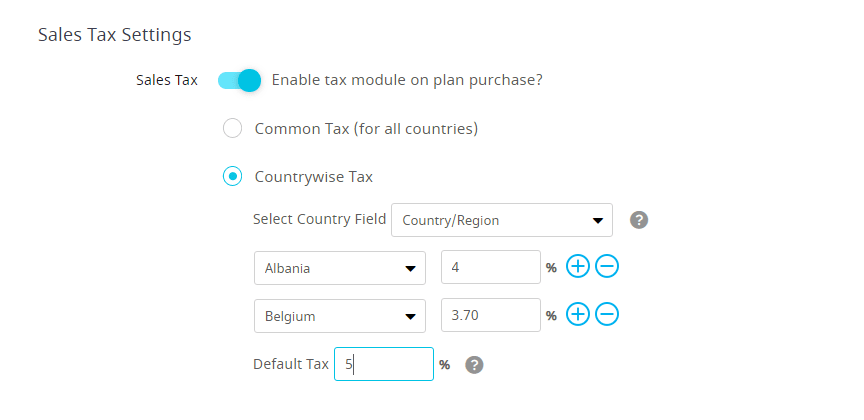 Sales Tax Settings
Sales Tax Enable tax module on plan purchase?
Common Tax (for all countries)
Countrywise Tax
Select Country Field Country/Region ?
Albania 4 %
Belgium 3.70 %
Default Tax 5 % ?